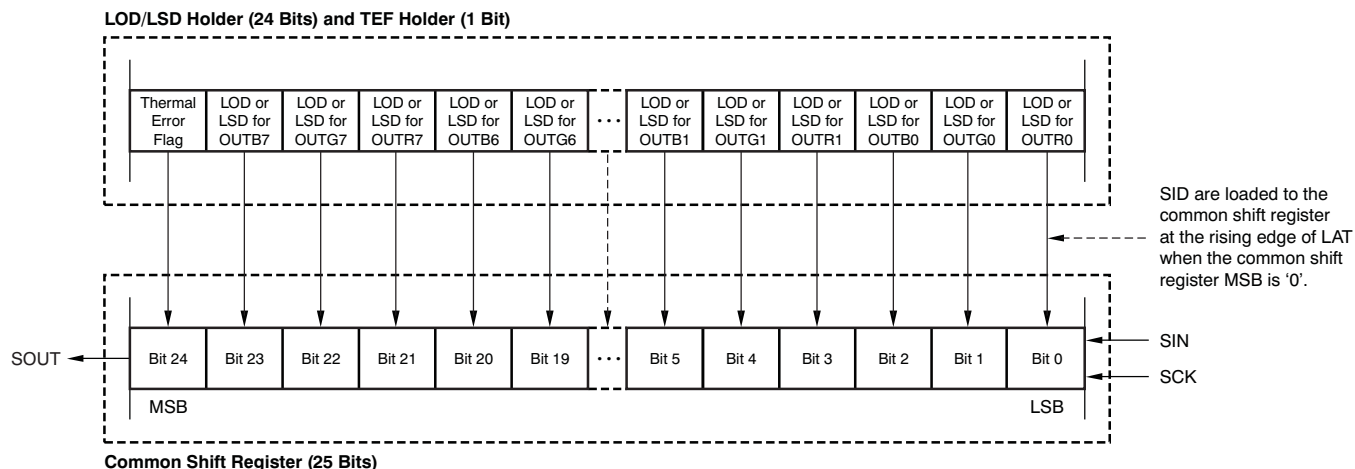 LOD/LSD Holder (24 Bits) and TEF Holder (1 Bit)
Thermal Error Flag
LOD or LSD for OUTB7
LOD or LSD for OUTG7
LOD or LSD for OUTR7
LOD or LSD for OUTB6
LOD or LSD for OUTG6
···
LOD or LSD for OUTB1
LOD or LSD for OUTG1
LOD or LSD for OUTR1
LOD or LSD for OUTB0
LOD or LSD for OUTG0
LOD or LSD for OUTR0
SID are loaded to the
common shift register
at the rising edge of LAT
when the common shift
register MSB is ‘0’.
SOUT
Bit 24
Bit 23
Bit 22
Bit 21
Bit 20
Bit 19
···
Bit 5
Bit 4
Bit 3
Bit 2
Bit 1
Bit 0
SIN
SCK
MSB
LSB
Common Shift Register (25 Bits)